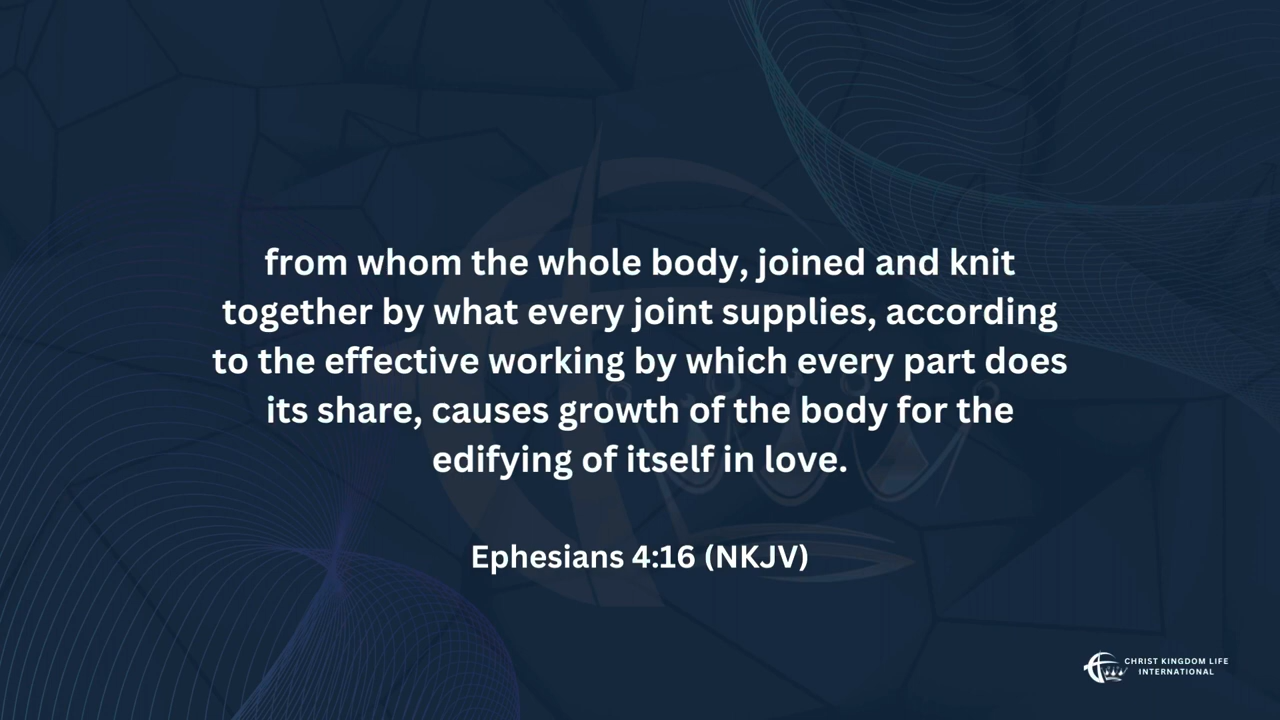 from whom the whole body, joined and knit
together by what every joint supplies, according
to the effective working by which every part does
its share, causes growth of the body for the
edifying of itself in love.
Ephesians 4:16 (NKJV)
CHRIST KINGDOM LIFE
INTERNATIONAL